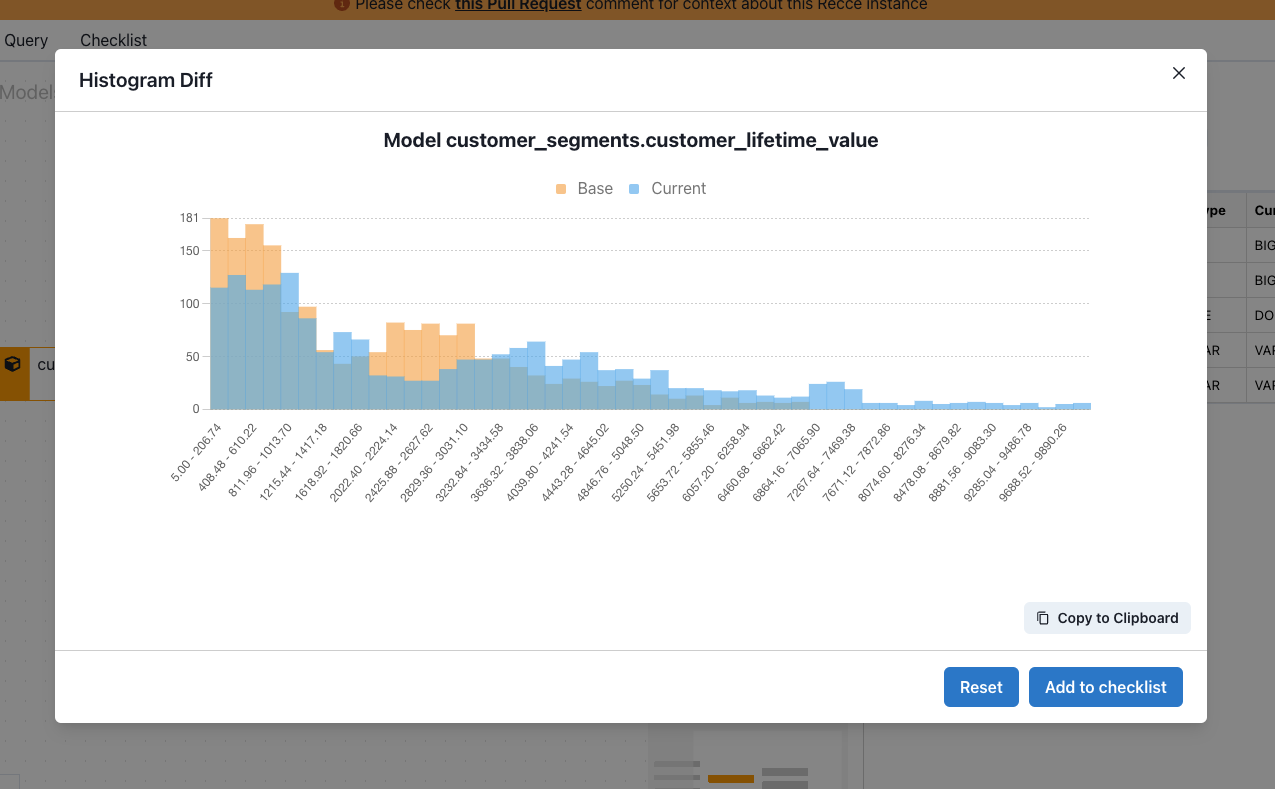 Please check this Pull Request comment for context about this Recce instance
Query Checklist
Model
Histogram Diff
Model customer_segments.customer_lifetime_value
Base Current
181
150
100
50
0
5.00 - 206.74
408.48 - 610.22
811.96 - 1013.70
1215.44 - 1417.18
1618.92 - 1820.66
2022.40 - 2224.14
2425.88 - 2627.62
2829.36 - 3031.10
3232.84 - 3434.58
3636.32 - 3838.06
4039.80 - 4241.54
4443.28 - 4645.02
4846.76 - 5048.50
5250.24 - 5451.98
5653.72 - 5855.46
6057.20 - 6258.94
6460.68 - 6662.42
6864.16 - 7065.90
7267.64 - 7469.38
7671.12 - 7872.86
8074.60 - 8276.34
8478.08 - 8679.82
8881.56 - 9083.30
9285.04 - 9486.78
9688.52 - 9890.26
ype Cu
BIG
BIG
E DO
AR VAR
AR VAR
cu
Copy to Clipboard
Reset Add to checklist